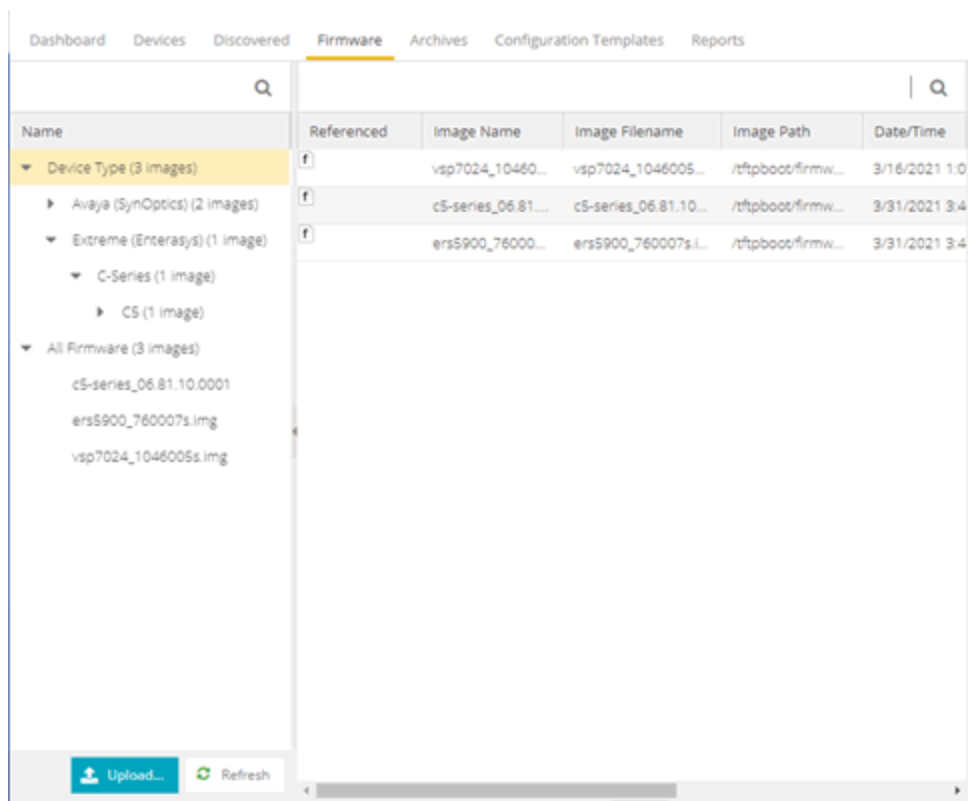 Dashboard Devices Discovered Firmware Archives Configuration Templates Reports
Name
Device Type (3 images)
Avaya (SynOptics) (2 images)
Extreme (Enterasys) (1 image)
C-Series (1 image)
C5 (1 image)
All Firmware (3 images)
c5-series_06.81.10.0001
ers5900_760007s.img
vsp7024_1046005s.img
Upload... Refresh
Referenced Image Name Image Filename Image Path Date/Time
f vsp7024_10460... vsp7024_1046005... /tftpboot/firmw... 3/16/2021 1:0
f c5-series_06.81.... c5-series_06.81.10... /tftpboot/firmw... 3/31/2021 3:4
f ers5900_76000... ers5900_760007s.i... /tftpboot/firmw... 3/31/2021 3:4